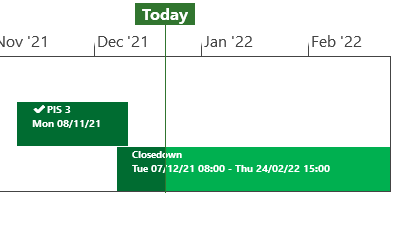 Today
Nov '21 Dec '21 Jan '22 Feb '22
PIS 3
Mon 08/11/21
Closedown
Tue 07/12/21 08:00 - Thu 24/02/22 15:00